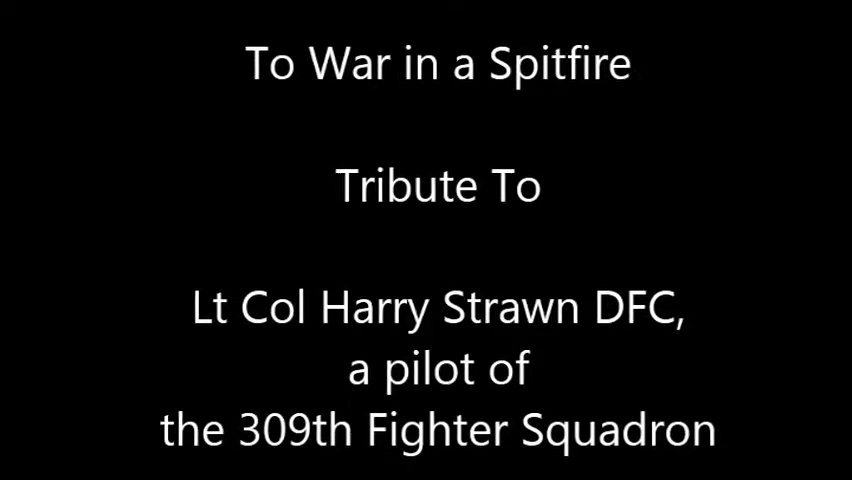 To War in a Spitfire
Tribute To
Lt Col Harry Strawn DFC,
a pilot of
the 309th Fighter Squadron